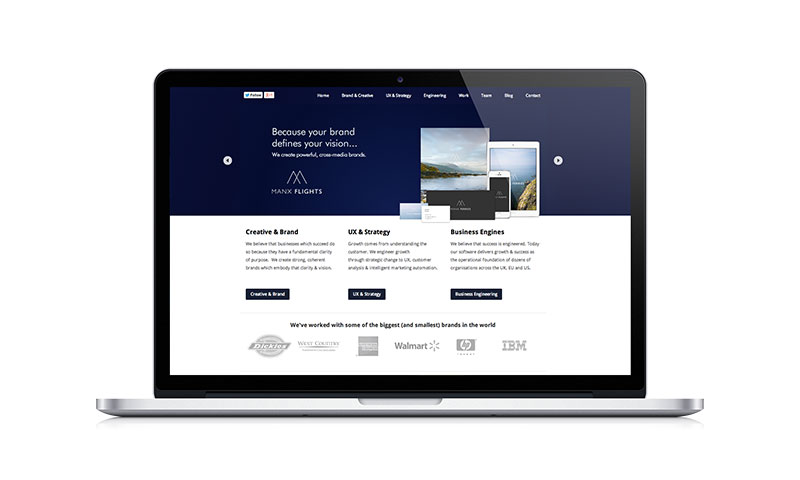 Follow
Home Brand & Creative UX & Strategy Engineering Work Team Blog Contact
Because your brand
defines your vision...
We create powerful, cross-media brands.
MANX FLIGHTS
Creative & Brand
We believe that businesses which succeed do
so because they have a fundamental clarity
of purpose. We create strong, coherent
brands which embody that clarity & vision.
Creative & Brand
UX & Strategy
Growth comes from understanding the
customer. We engineer growth
through strategic change to UX, customer
analysis & intelligent marketing automation.
UX & Strategy
Business Engines
We believe that success is engineered. Today
our software delivers growth & success as
the operational foundation of dozens of
organisations across the UK, EU and US.
Business Engineering
We've worked with some of the biggest (and smallest) brands in the world
Dickies
AMERICAN
EXPRESS
Walmart
hp
invent
IBM